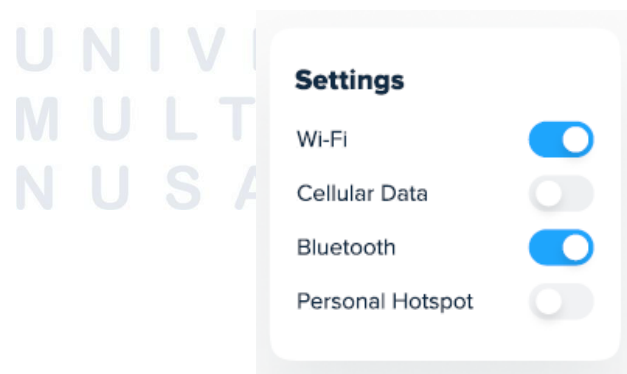 UNIV
MULT
NUSA
Settings
Wi-Fi
Cellular Data
Bluetooth
Personal Hotspot